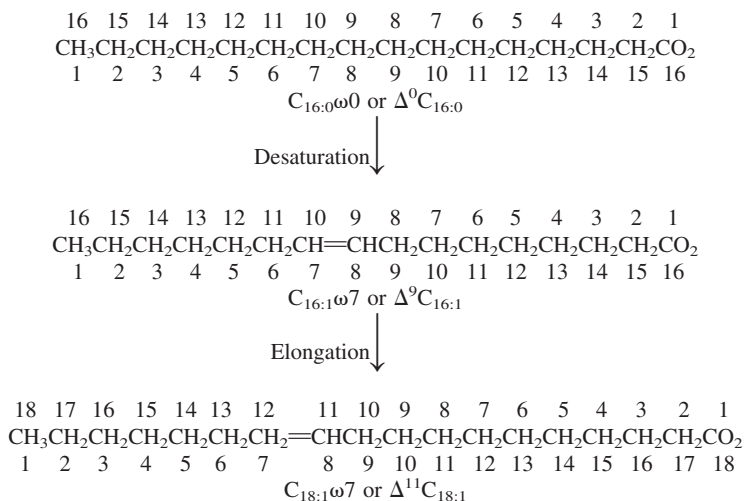 16 15 14 13 12 11 10 9 8 7 6 5 4 3 2 1
CH₃CH₂CH₂CH₂CH₂CH₂CH₂CH₂CH₂CH₂CH₂CH₂CH₂CH₂CH₂CO₂
1 2 3 4 5 6 7 8 9 10 11 12 13 14 15 16
C₁₆:₀ω0 or Δ⁰C₁₆:₀
Desaturation
16 15 14 13 12 11 10 9 8 7 6 5 4 3 2 1
CH₃CH₂CH₂CH₂CH₂CH₂CH=CHCH₂CH₂CH₂CH₂CH₂CH₂CH₂CO₂
1 2 3 4 5 6 7 8 9 10 11 12 13 14 15 16
C₁₆:₁ω7 or Δ⁹C₁₆:₁
Elongation
18 17 16 15 14 13 12 11 10 9 8 7 6 5 4 3 2 1
CH₃CH₂CH₂CH₂CH₂CH₂CH₂=CHCH₂CH₂CH₂CH₂CH₂CH₂CH₂CH₂CH₂CO₂
1 2 3 4 5 6 7 8 9 10 11 12 13 14 15 16 17 18
C₁₈:₁ω7 or Δ¹¹C₁₈:₁